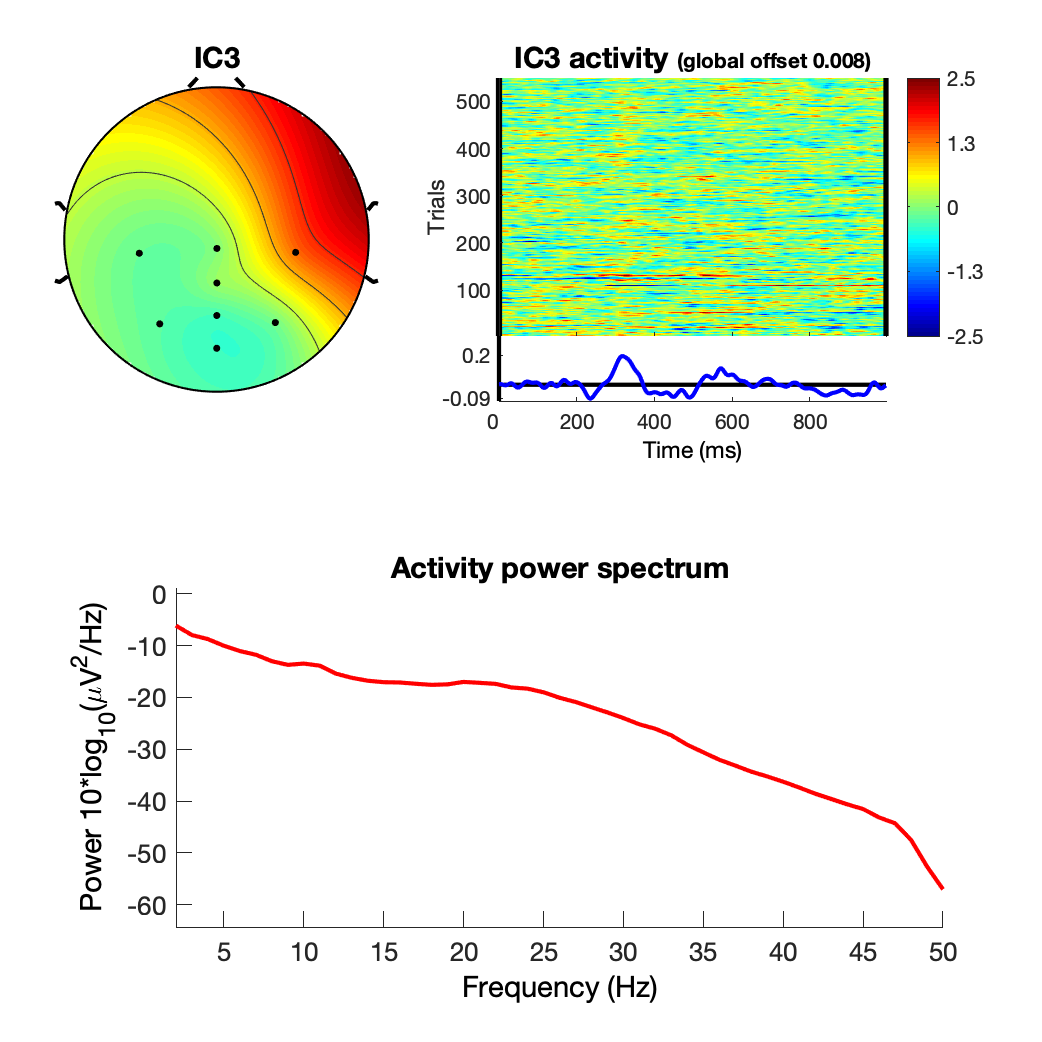 IC3
IC3 activity (global offset 0.008)
500
400
300
200
100
Trials
2.5
1.3
0
-1.3
-2.5
0.2
-0.09
0 200 400 600 800
Time (ms)
Activity power spectrum
0
-10
-20
-30
-40
-50
-60
Power 10*log₁₀(μV²/Hz)
5 10 15 20 25 30 35 40 45 50
Frequency (Hz)